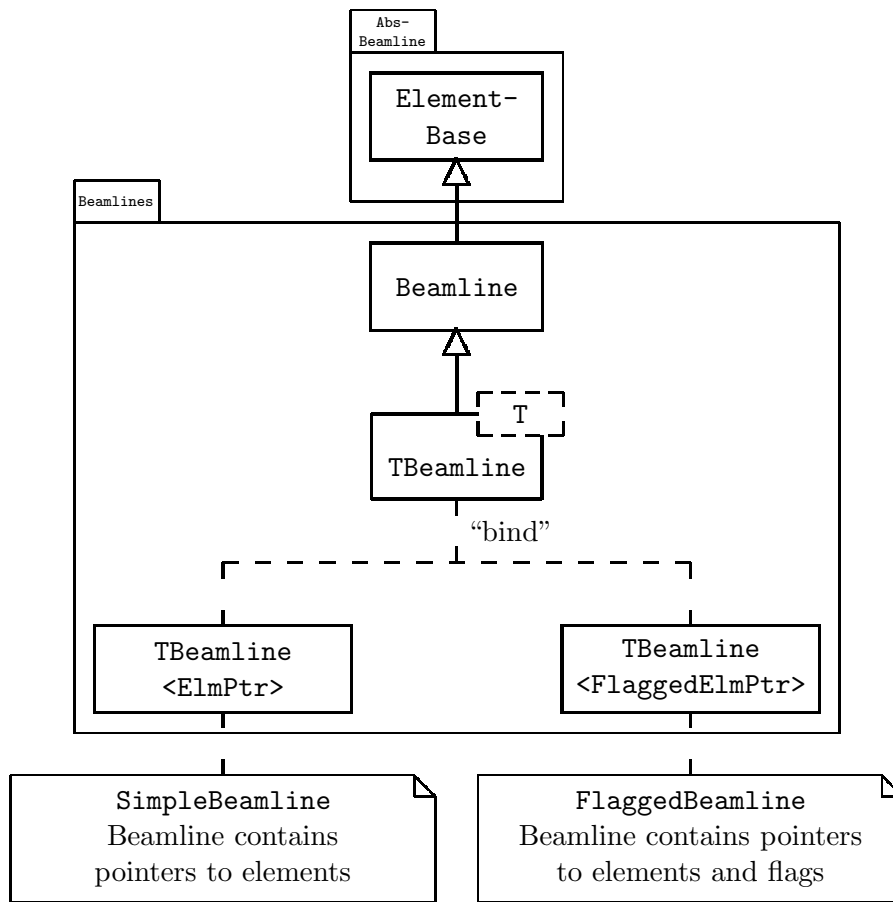 Abs-
Beamline
Element-
Base
Beamlines
Beamline
T
TBeamline
“bind”
TBeamline
<ElmPtr>
TBeamline
<FlaggedElmPtr>
SimpleBeamline
Beamline contains
pointers to elements
FlaggedBeamline
Beamline contains pointers
to elements and flags